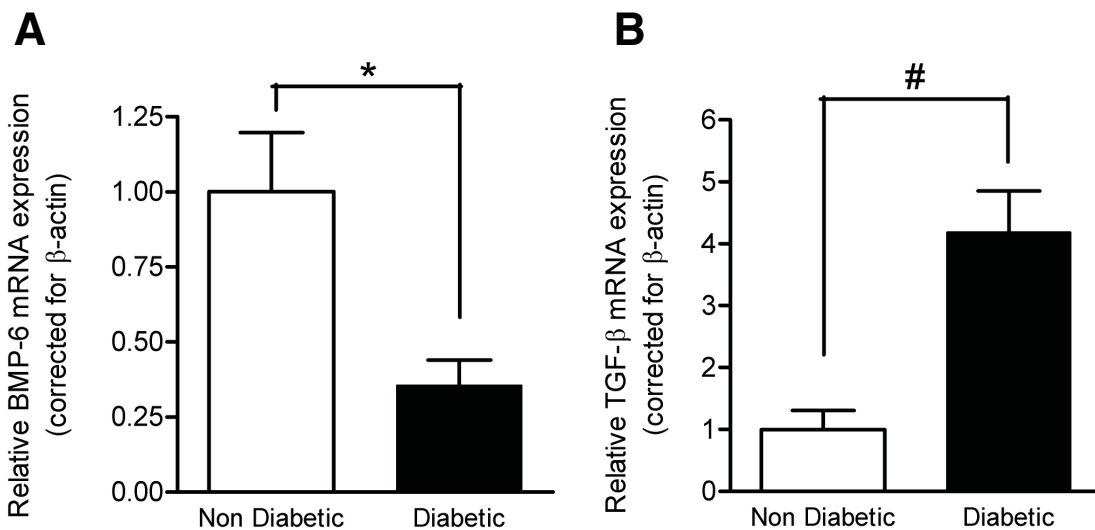 A
Relative BMP-6 mRNA expression
(corrected for β-actin)
1.25
1.00
0.75
0.50
0.25
0.00
*
Non Diabetic
Diabetic
B
Relative TGF-β mRNA expression
(corrected for β-actin)
6
5
4
3
2
1
0
#
Non Diabetic
Diabetic